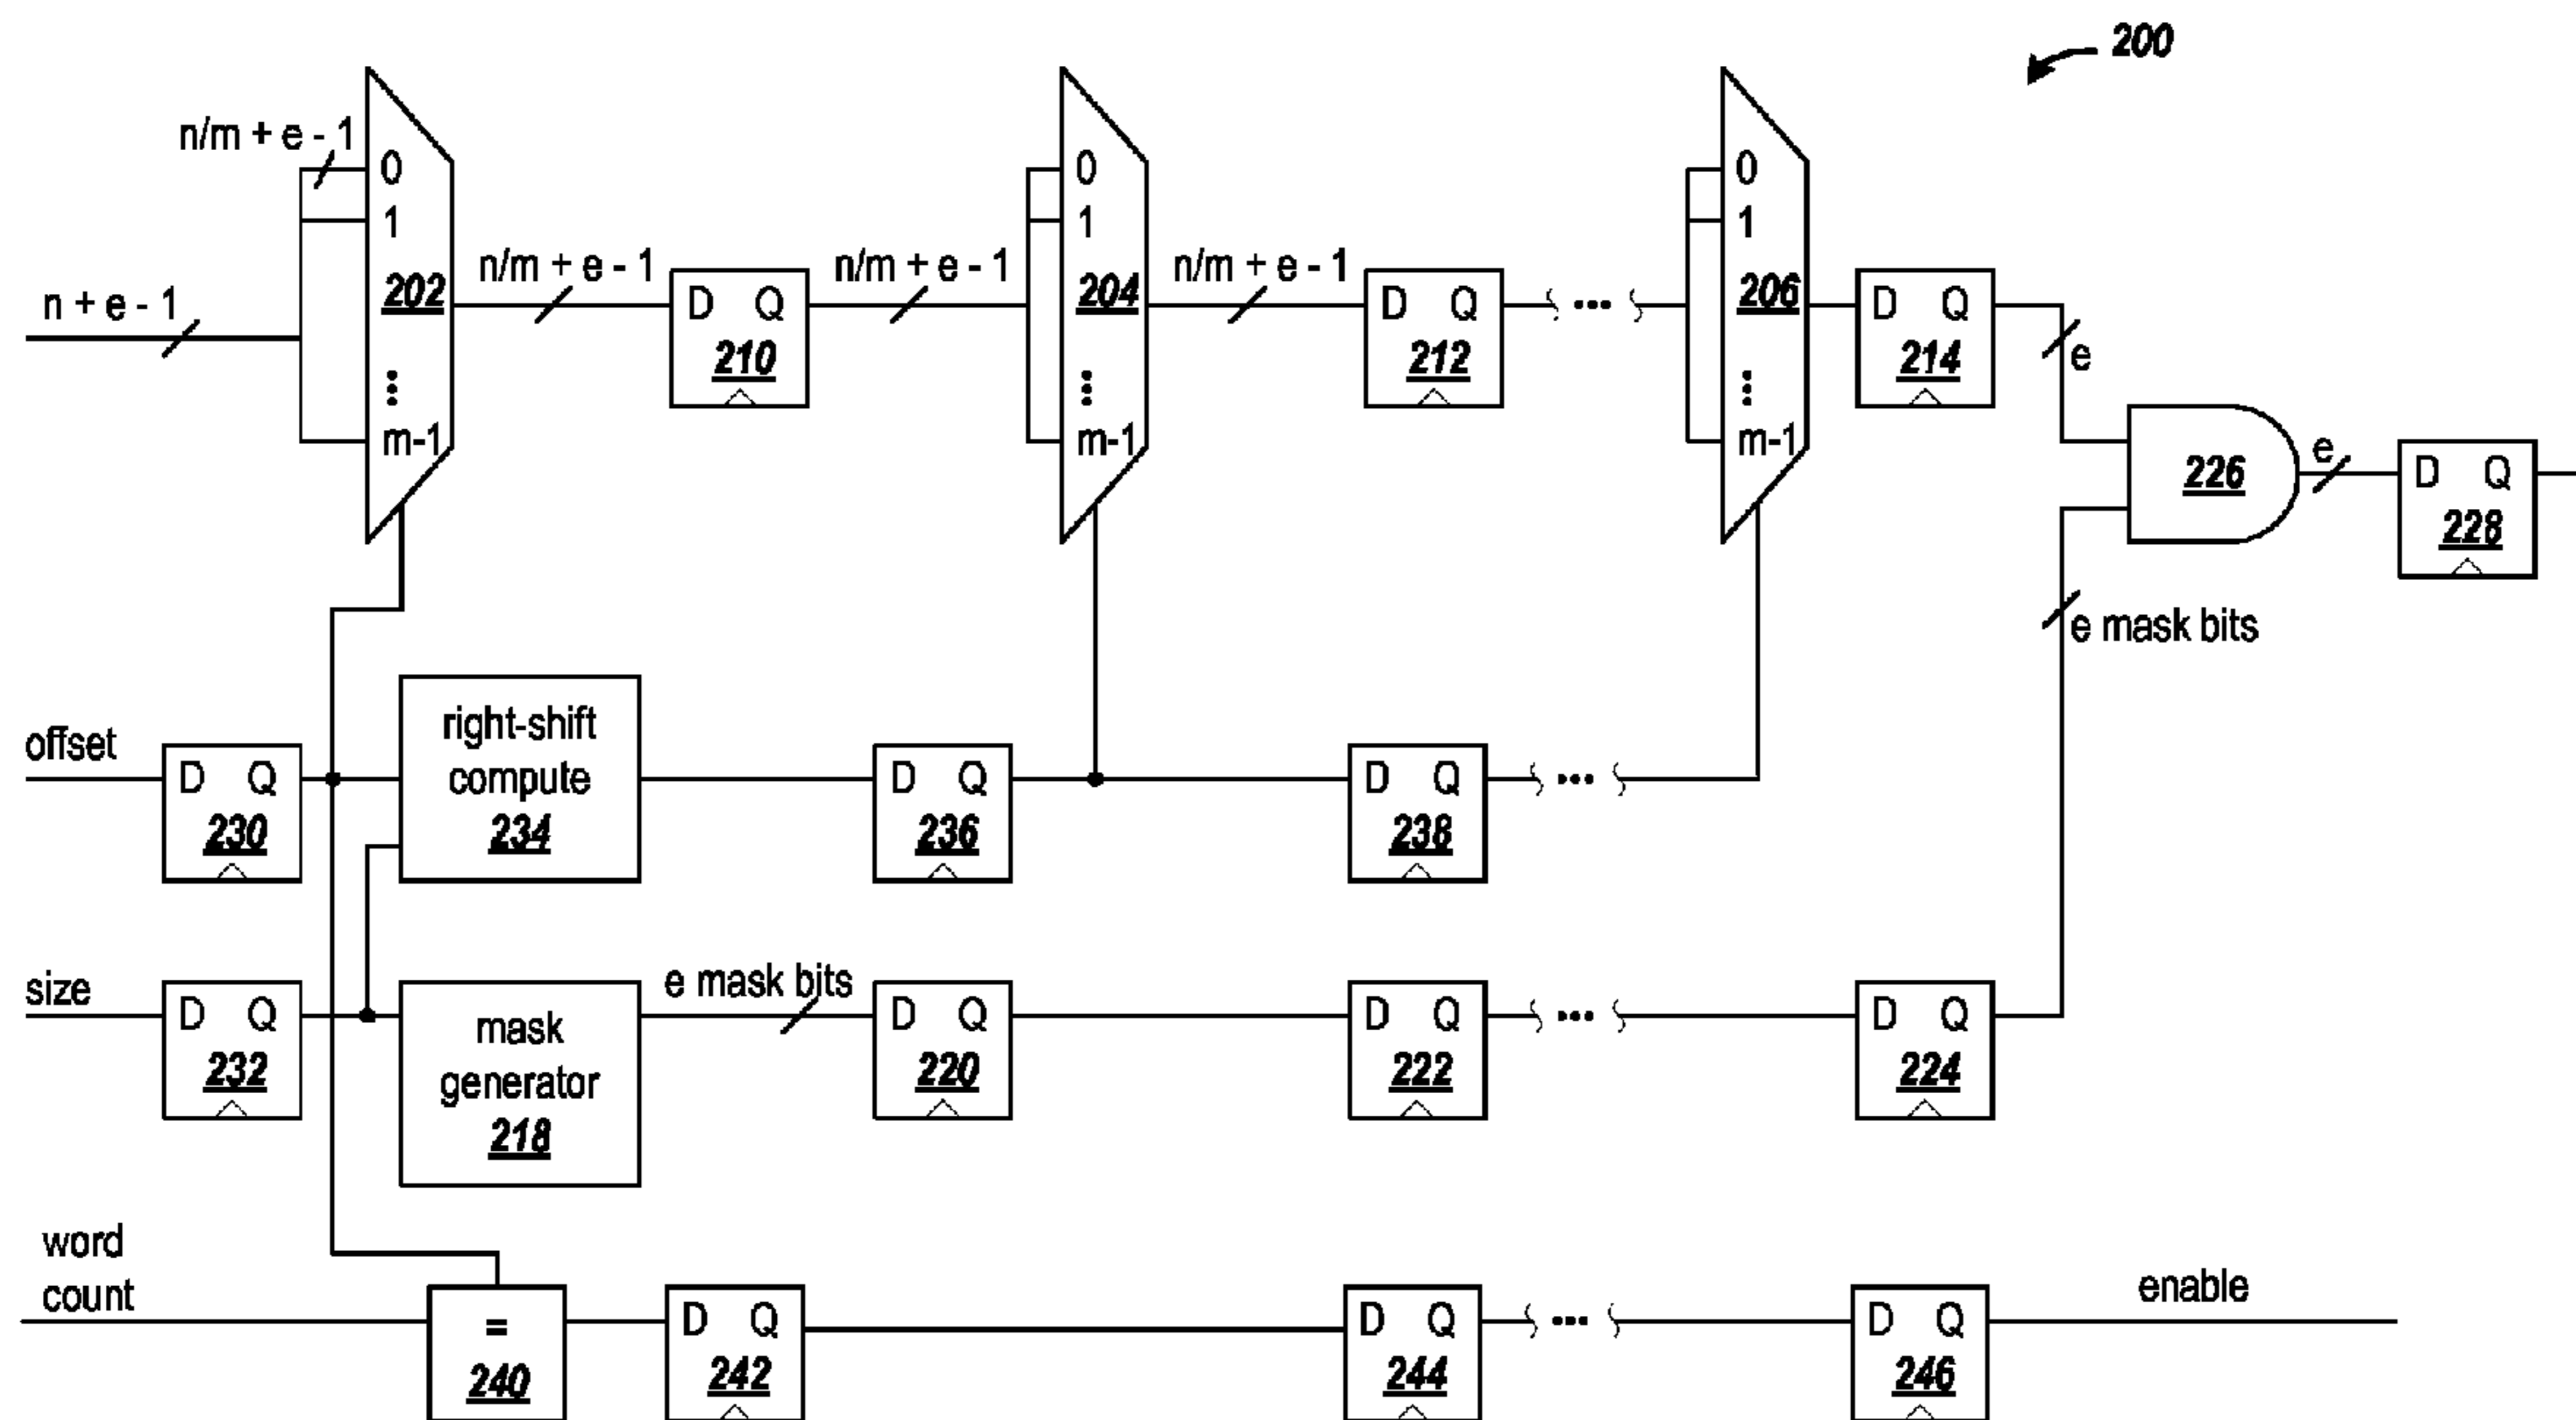 200
n/m + e - 1
n + e - 1
0
1
202
⋮
m-1
n/m + e - 1
D Q
210
n/m + e - 1
0
1
204
⋮
m-1
n/m + e - 1
D Q
212
...
0
1
206
⋮
m-1
D Q
214
e
226
e
D Q
228
e mask bits
offset
D Q
230
right-shift
compute
234
D Q
236
D Q
238
...
size
D Q
232
mask
generator
218
e mask bits
D Q
220
D Q
222
...
D Q
224
word
count
=
240
D Q
242
D Q
244
...
D Q
246
enable